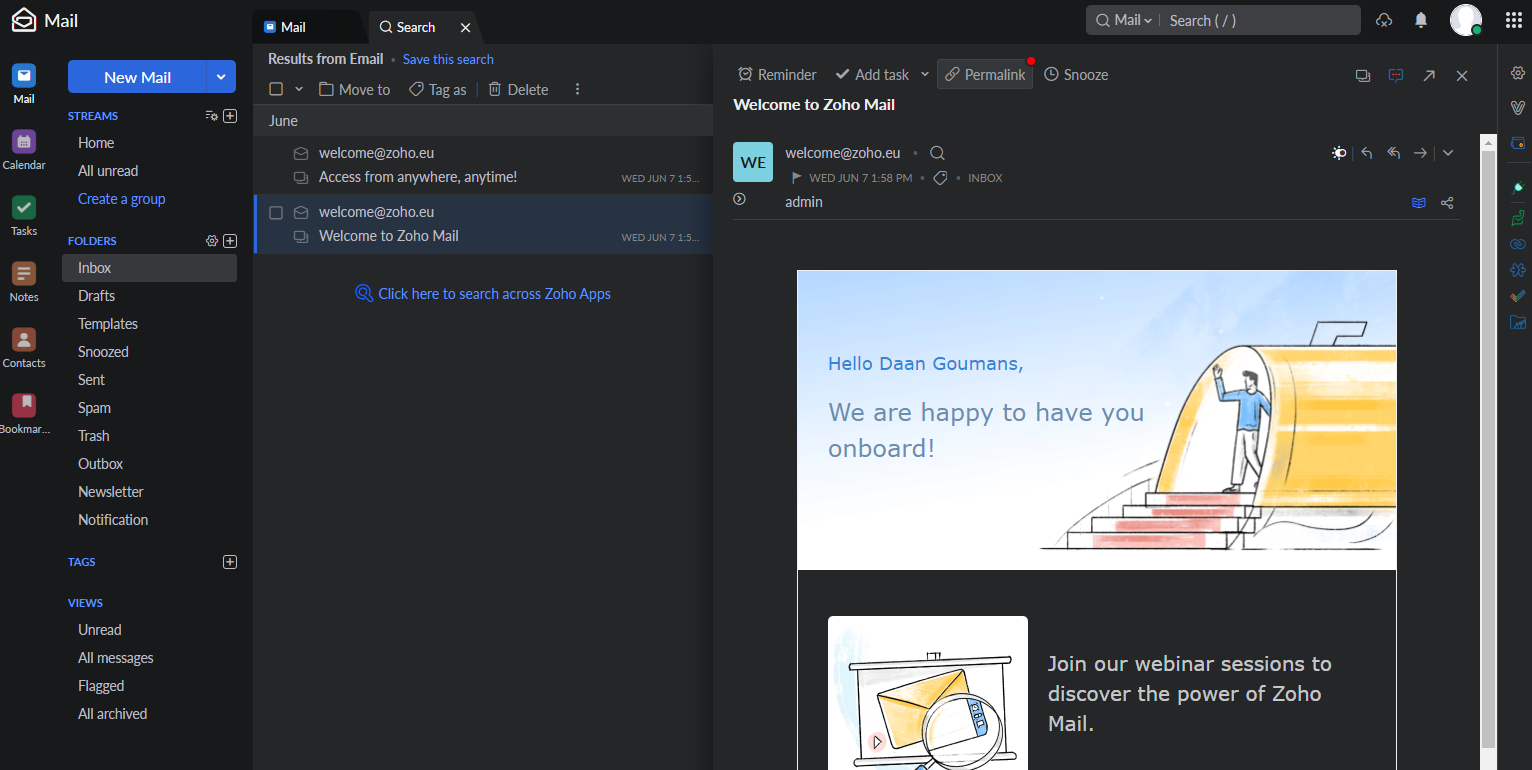 Mail
Mail
Search
Mail
Search ( / )
Mail
Calendar
Tasks
Notes
Contacts
Bookmar...
New Mail
STREAMS
Home
All unread
Create a group
FOLDERS
Inbox
Drafts
Templates
Snoozed
Sent
Spam
Trash
Outbox
Newsletter
Notification
TAGS
VIEWS
Unread
All messages
Flagged
All archived
Results from Email • Save this search
Move to
Tag as
Delete
June
welcome@zoho.eu
Access from anywhere, anytime!
WED JUN 7 1:5...
welcome@zoho.eu
Welcome to Zoho Mail
WED JUN 7 1:5...
Click here to search across Zoho Apps
Reminder
Add task
Permalink
Snooze
Welcome to Zoho Mail
WE
welcome@zoho.eu
WED JUN 7 1:58 PM • • INBOX
admin
Hello Daan Goumans,
We are happy to have you
onboard!
Join our webinar sessions to
discover the power of Zoho
Mail.